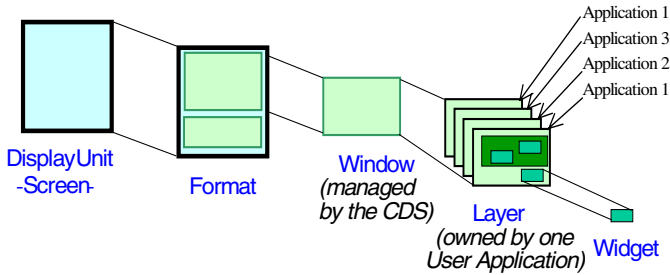 Application 1
Application 3
Application 2
Application 1
DisplayUnit
-Screen-
Format
Window
(managed
by the CDS)
Layer
(owned by one
User Application)
Widget